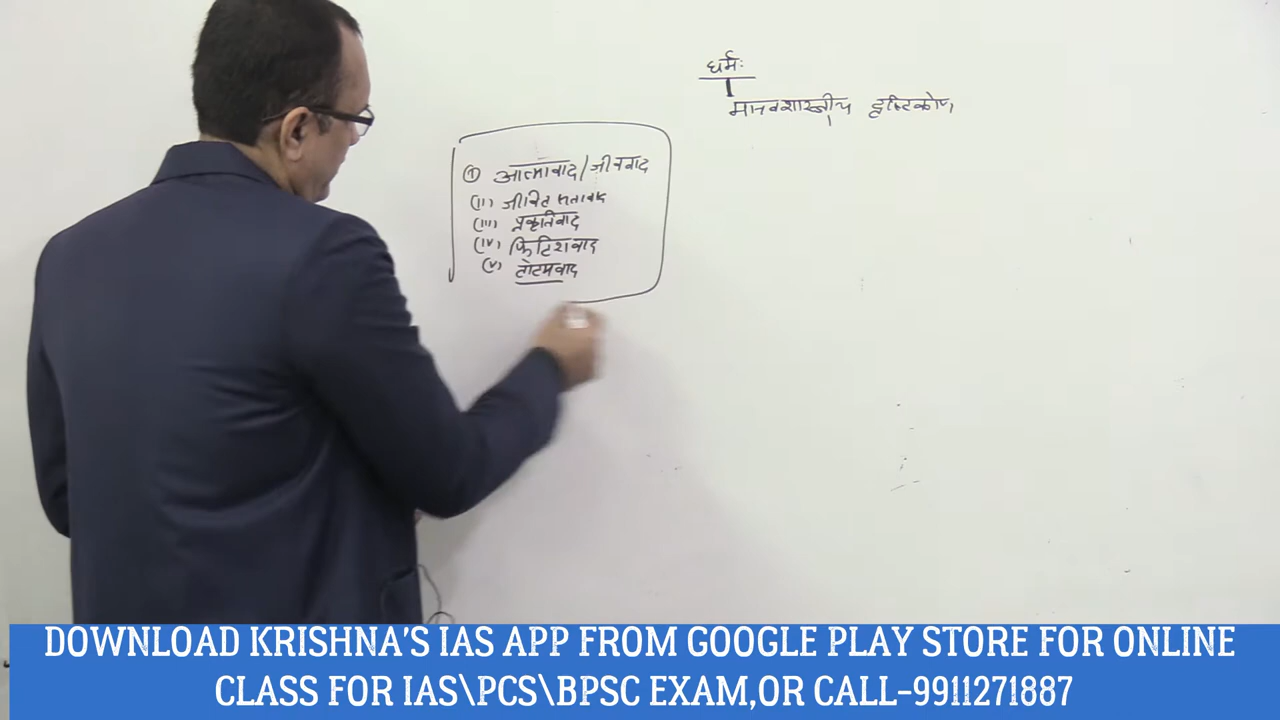 धर्मः
मानवशास्त्रीय दृष्टिकोण
(i) आत्मावाद/जीववाद
(ii) जीवित सत्तावाद
(iii) प्रकृतिवाद
(iv) फिटिशवाद
(v) टोटमवाद
DOWNLOAD KRISHNA'S IAS APP FROM GOOGLE PLAY STORE FOR ONLINE
CLASS FOR IAS\PCS\BPSC EXAM,OR CALL-9911271887